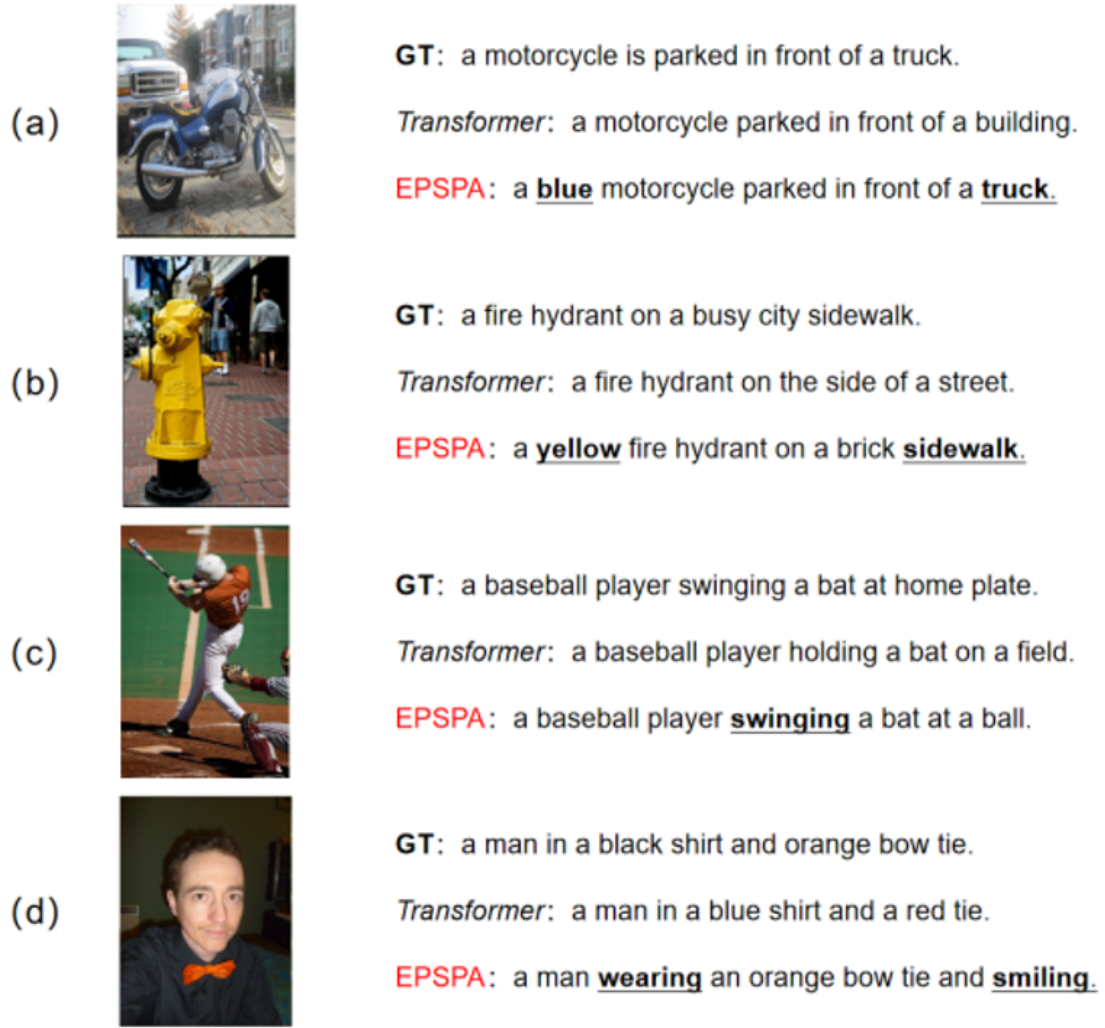 (a)
GT: a motorcycle is parked in front of a truck.
Transformer: a motorcycle parked in front of a building.
EPSPA: a blue motorcycle parked in front of a truck.
(b)
GT: a fire hydrant on a busy city sidewalk.
Transformer: a fire hydrant on the side of a street.
EPSPA: a yellow fire hydrant on a brick sidewalk.
(c)
19
GT: a baseball player swinging a bat at home plate.
Transformer: a baseball player holding a bat on a field.
EPSPA: a baseball player swinging a bat at a ball.
(d)
GT: a man in a black shirt and orange bow tie.
Transformer: a man in a blue shirt and a red tie.
EPSPA: a man wearing an orange bow tie and smiling.